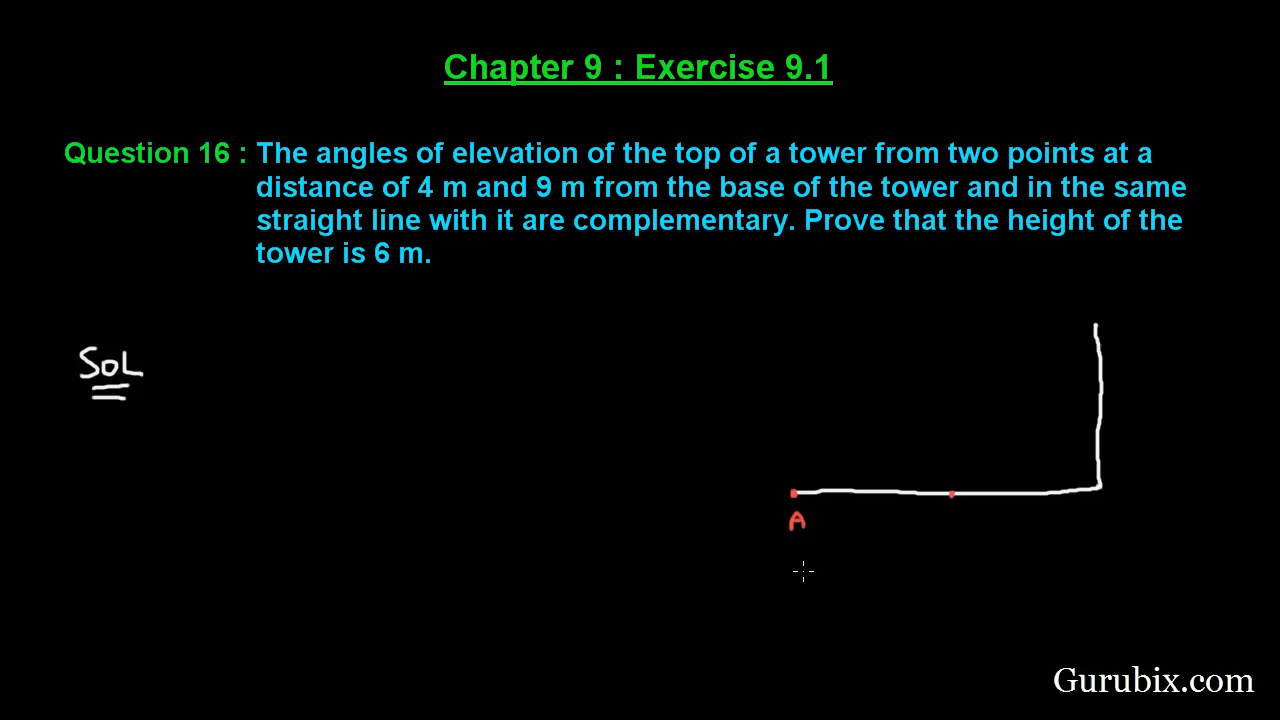 Chapter 9 : Exercise 9.1
Question 16 : The angles of elevation of the top of a tower from two points at a
distance of 4 m and 9 m from the base of the tower and in the same
straight line with it are complementary. Prove that the height of the
tower is 6 m.
SoL
A
Gurubix.com